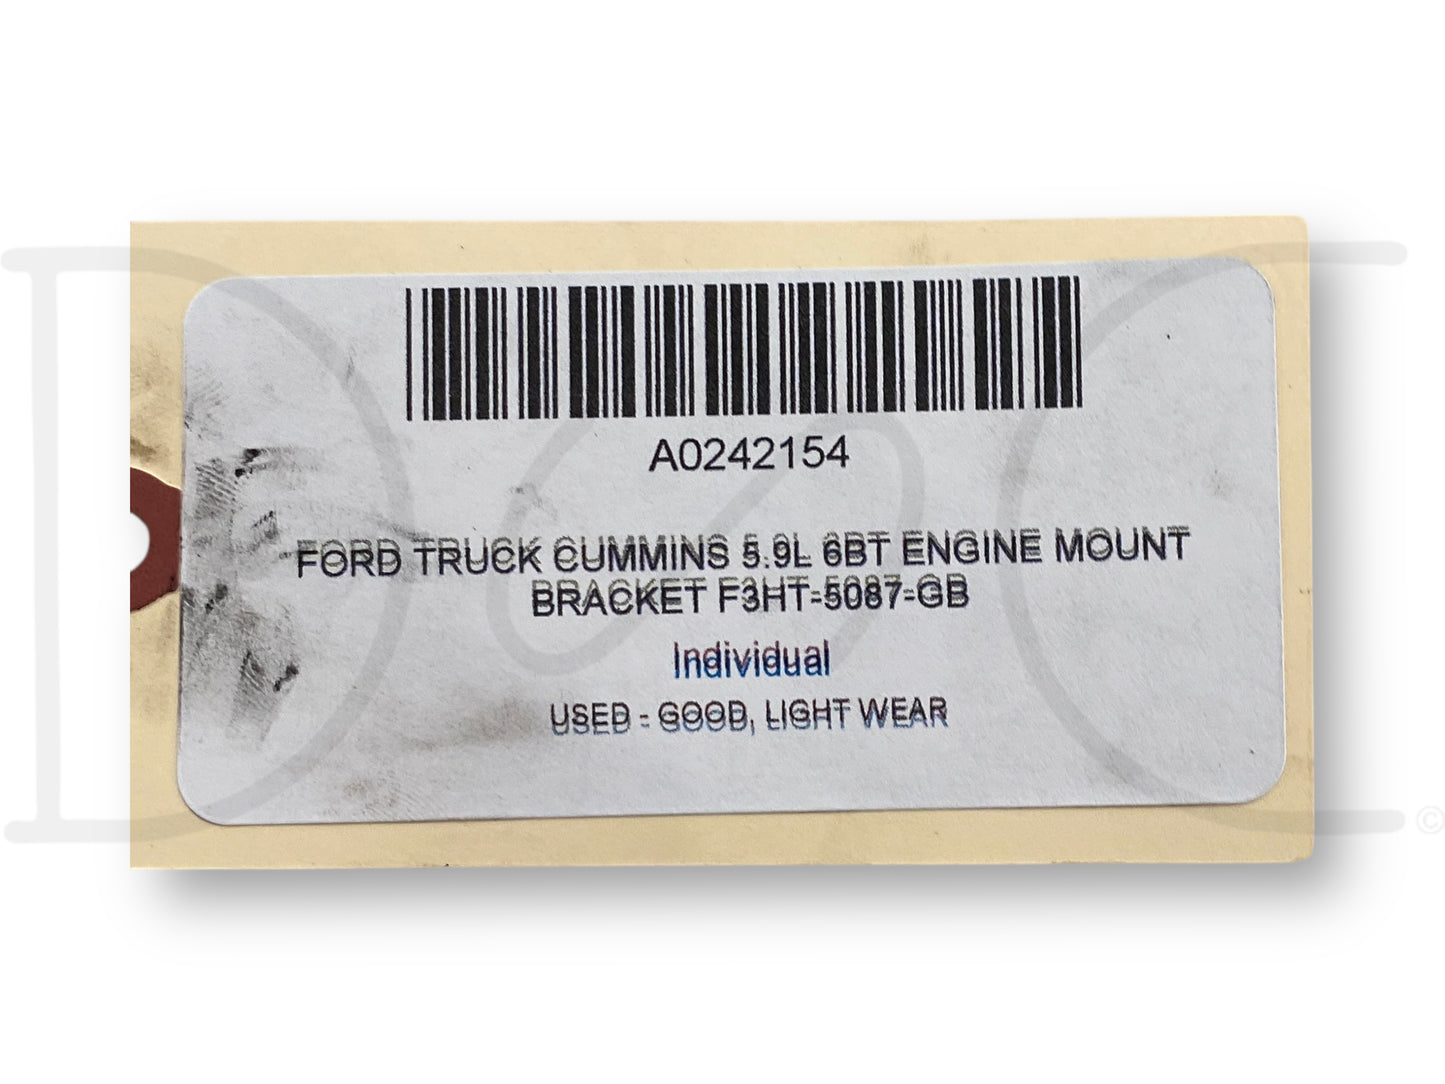 A0242154
FORD TRUCK CUMMINS 5.9L 6BT ENGINE MOUNT
BRACKET F3HT-5087-GB
Individual
USED - GOOD, LIGHT WEAR
©